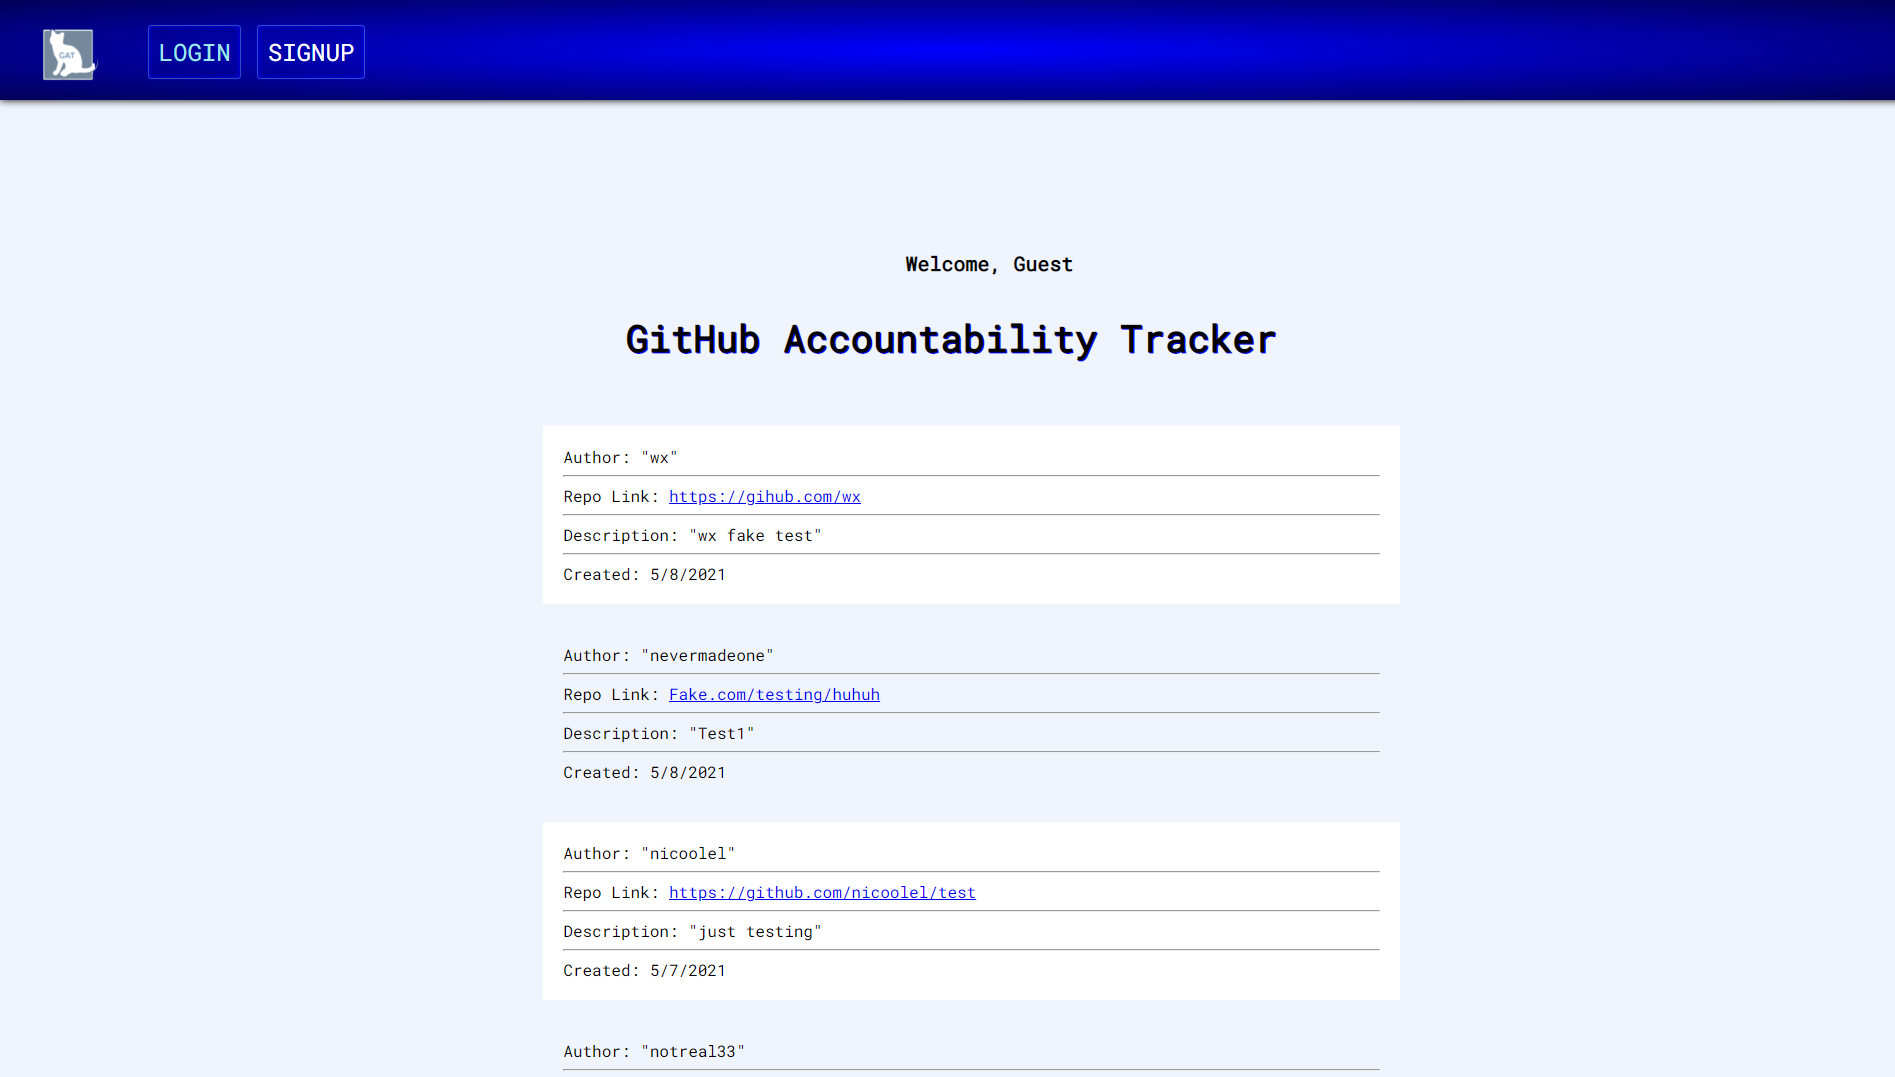 GAT
LOGIN
SIGNUP
Welcome, Guest
GitHub Accountability Tracker
Author: "wx"
Repo Link: https://gihub.com/wx
Description: "wx fake test"
Created: 5/8/2021
Author: "nevermadeone"
Repo Link: Fake.com/testing/huhuh
Description: "Test1"
Created: 5/8/2021
Author: "nicoolel"
Repo Link: https://github.com/nicoolel/test
Description: "just testing"
Created: 5/7/2021
Author: "notreal33"